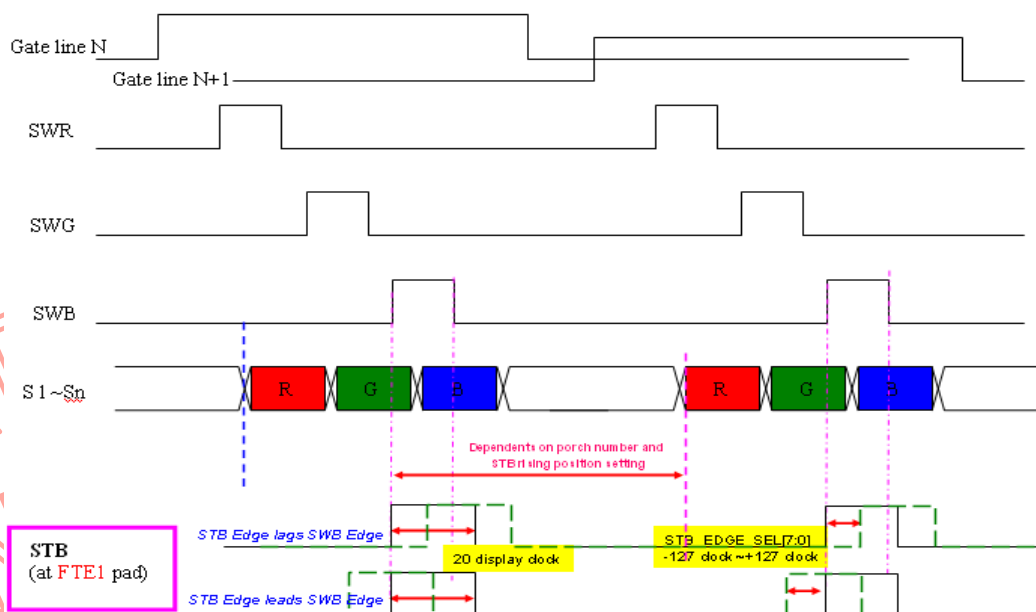 Gate line N
Gate line N+1
SWR
SWG
SWB
S1~Sn
R G B R G B
Dependents on porch number and
STB rising position setting
STB Edge lags SWB Edge
20 display clock
STB_EDGE_SEL[7:0]
-127 clock ~+127 clock
STB
(at FTE1 pad)
STB Edge leads SWB Edge